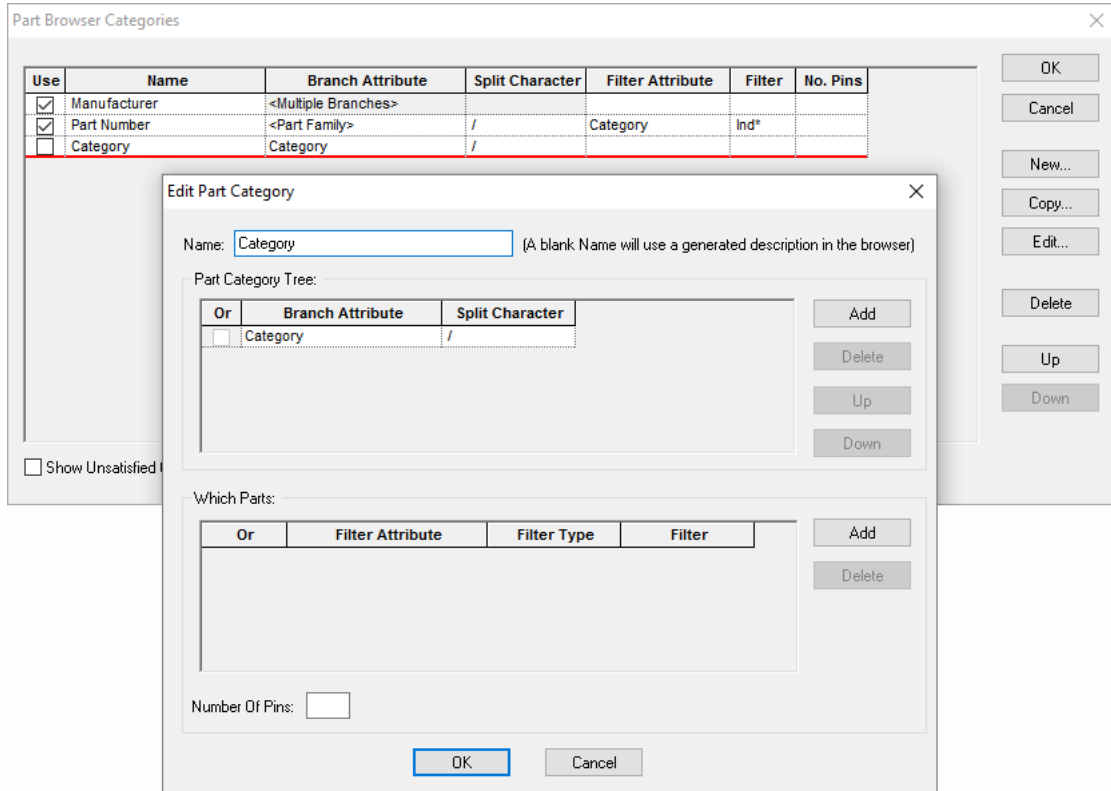 Part Browser Categories
Use Name Branch Attribute Split Character Filter Attribute Filter No. Pins
Manufacturer <Multiple Branches>
Part Number <Part Family> / Category Ind*
Category Category /
OK
Cancel
New...
Copy...
Edit...
Delete
Up
Down
Show Unsatisfied
Edit Part Category
Name: Category (A blank Name will use a generated description in the browser)
Part Category Tree:
Or Branch Attribute Split Character
Category /
Add
Delete
Up
Down
Which Parts:
Or Filter Attribute Filter Type Filter
Add
Delete
Number Of Pins:
OK Cancel